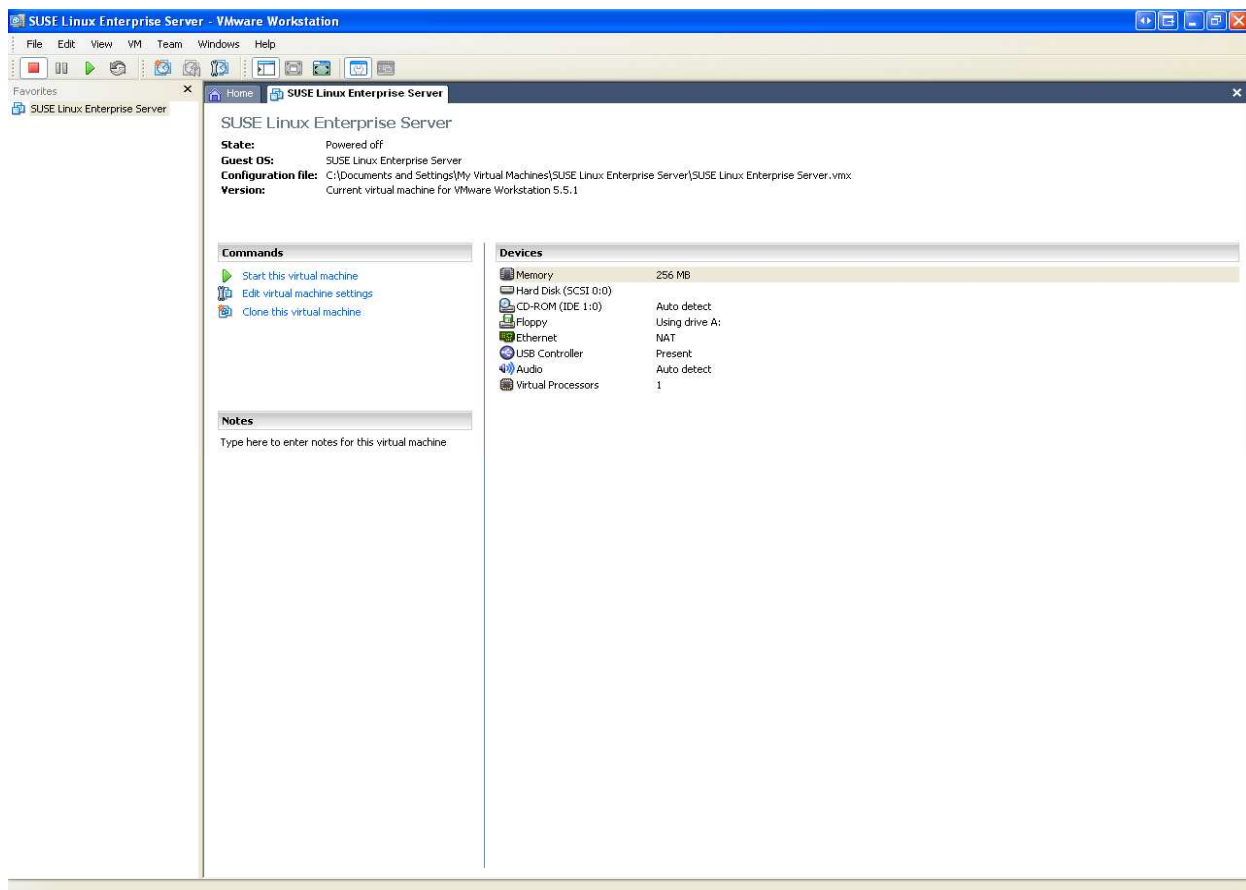 SUSE Linux Enterprise Server - VMware Workstation
File Edit View VM Team Windows Help
Favorites
SUSE Linux Enterprise Server
Home SUSE Linux Enterprise Server
SUSE Linux Enterprise Server
State: Powered off
Guest OS: SUSE Linux Enterprise Server
Configuration file: C:\Documents and Settings\My Virtual Machines\SUSE Linux Enterprise Server\SUSE Linux Enterprise Server.vmx
Version: Current virtual machine for VMware Workstation 5.5.1
Commands
Start this virtual machine
Edit virtual machine settings
Clone this virtual machine
Notes
Type here to enter notes for this virtual machine
Devices
Memory 256 MB
Hard Disk (SCSI 0:0)
CD-ROM (IDE 1:0) Auto detect
Floppy Using drive A:
Ethernet NAT
USB Controller Present
Audio Auto detect
Virtual Processors 1